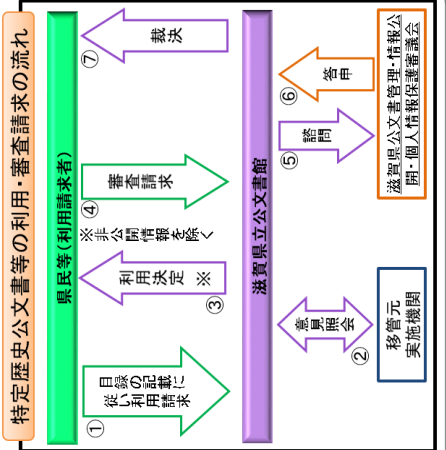 特定歴史公文書等の利用・審査請求の流れ
県民等(利用請求者)
①
目録の記載に
従い利用請求
②
意見照会
移管元
実施機関
③
利用決定 ※
※非公開情報を除く
④
審査
請求
滋賀県立公文書館
⑤
諮問
⑥
答申
滋賀県公文書管理・情報公
開・個人情報保護審議会
⑦
裁決